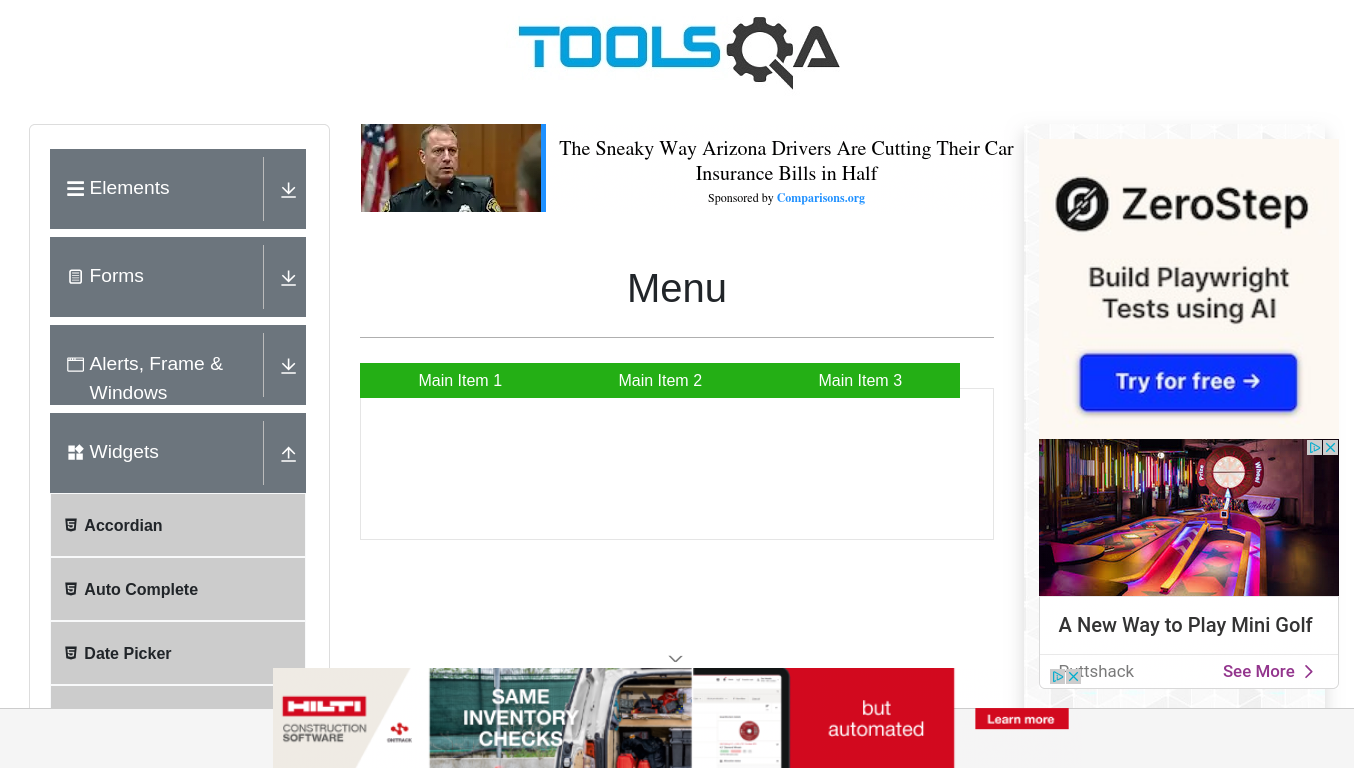 TOOLSQA
Elements
Forms
Alerts, Frame &
Windows
Widgets
Accordian
Auto Complete
Date Picker
The Sneaky Way Arizona Drivers Are Cutting Their Car
Insurance Bills in Half
Sponsored by Comparisons.org
Menu
Main Item 1
Main Item 2
Main Item 3
ZeroStep
Build Playwright
Tests using AI
Try for free →
A New Way to Play Mini Golf
Puttshack
See More
HILTI
CONSTRUCTION
SOFTWARE
ONTRACK
SAME
INVENTORY
CHECKS,
but
automated
Learn more